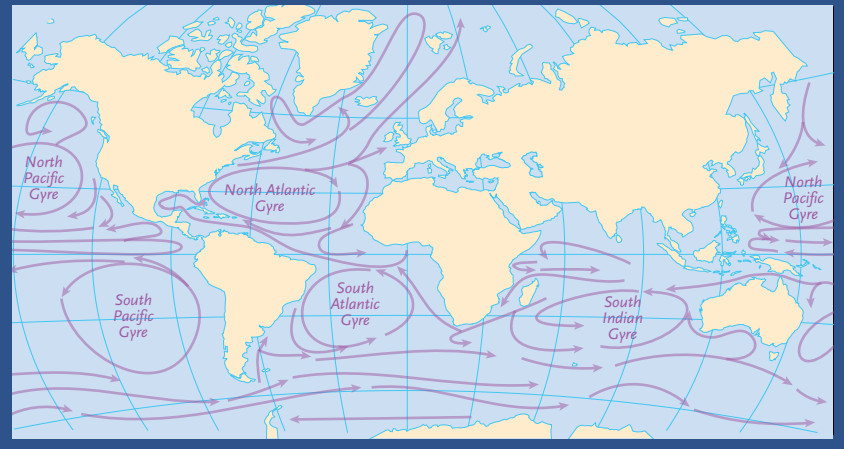 North
Pacific
Gyre
North Atlantic
Gyre
North
Pacific
Gyre
South
Pacific
Gyre
South
Atlantic
Gyre
South
Indian
Gyre